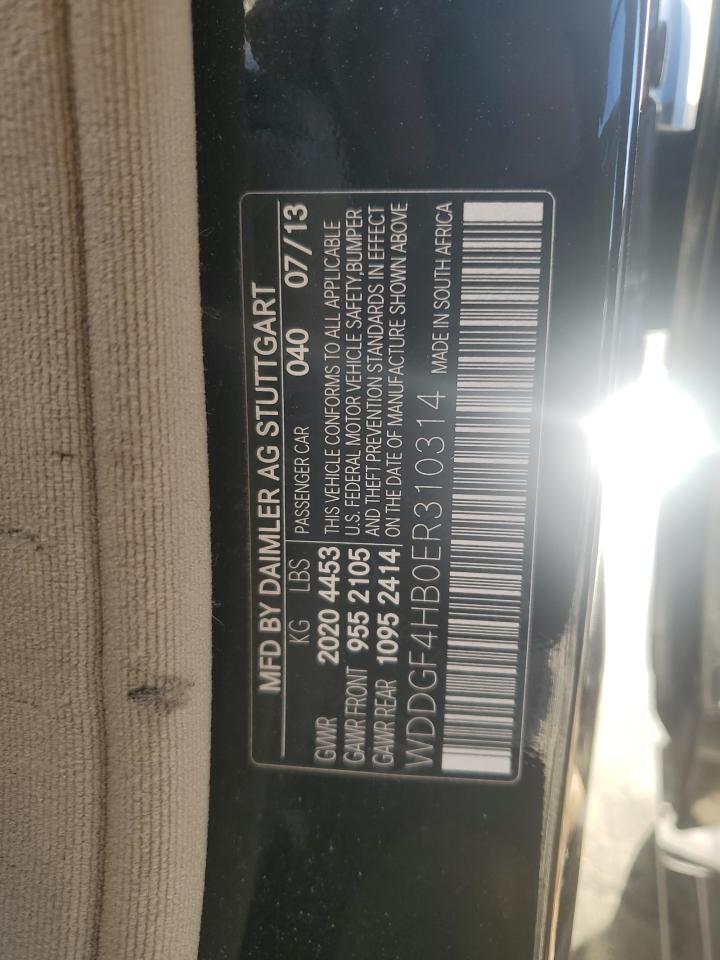 MFD BY DAIMLER AG STUTTGART
KG LBS PASSENGER CAR 040 07/13
GVWR 2020 4453 THIS VEHICLE CONFORMS TO ALL APPLICABLE
GAWR FRONT 955 2105 U.S. FEDERAL MOTOR VEHICLE SAFETY,BUMPER
GAWR REAR 1095 2414 AND THEFT PREVENTION STANDARDS IN EFFECT
ON THE DATE OF MANUFACTURE SHOWN ABOVE
WDDGF4HB0ER310314 MADE IN SOUTH AFRICA